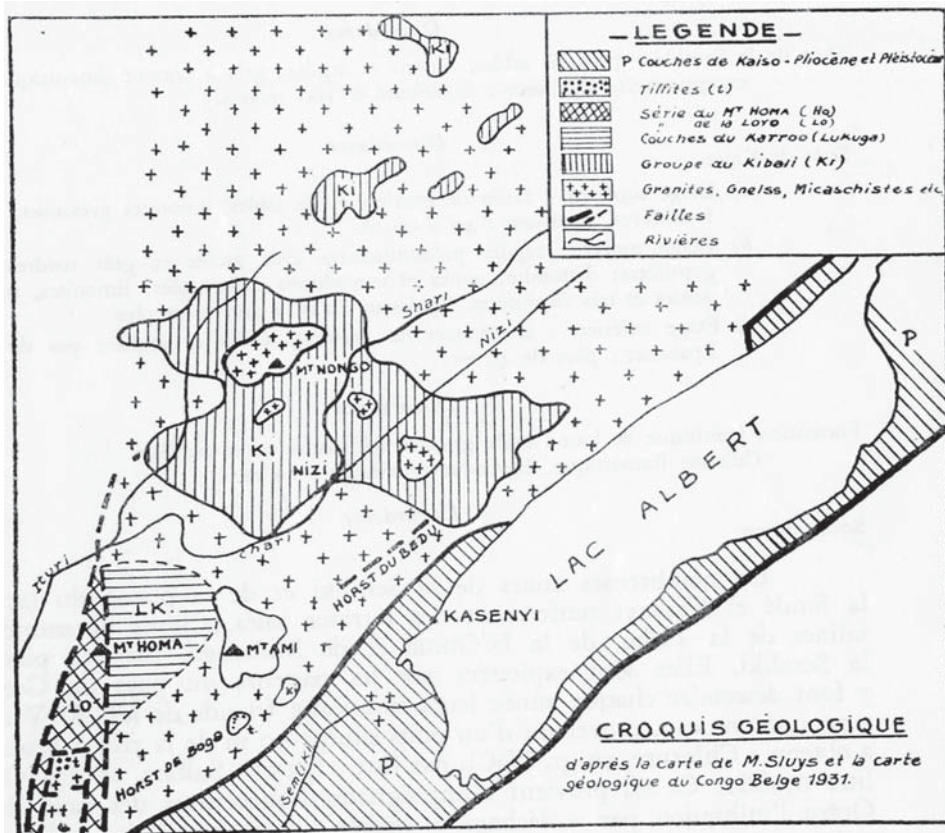 — LEGENDE —
P Couches de Kaiso - Pliocène et Pléistocène
Tillites (t)
Série du MT HOMA (Ho)
" de la LOYO (LO)
Couches du Karroo (Lukuga)
Groupe du Kibali (Ki)
Granites, Gneiss, Micaschistes etc
Failles
Rivières
Ki
Ki
Shari
Nizi
P
MT NONGO
KI
NIZI
LAC ALBERT
Ituri
Chari
HORST DU BEDU
KASENYI
LK
MT HOMA
MT AMI
LO
K
HORST DE Boga
Semliki
P
t
CROQUIS GÉOLOGIQUE
d'après la carte de M. Sluys et la carte
géologique du Congo Belge 1931.